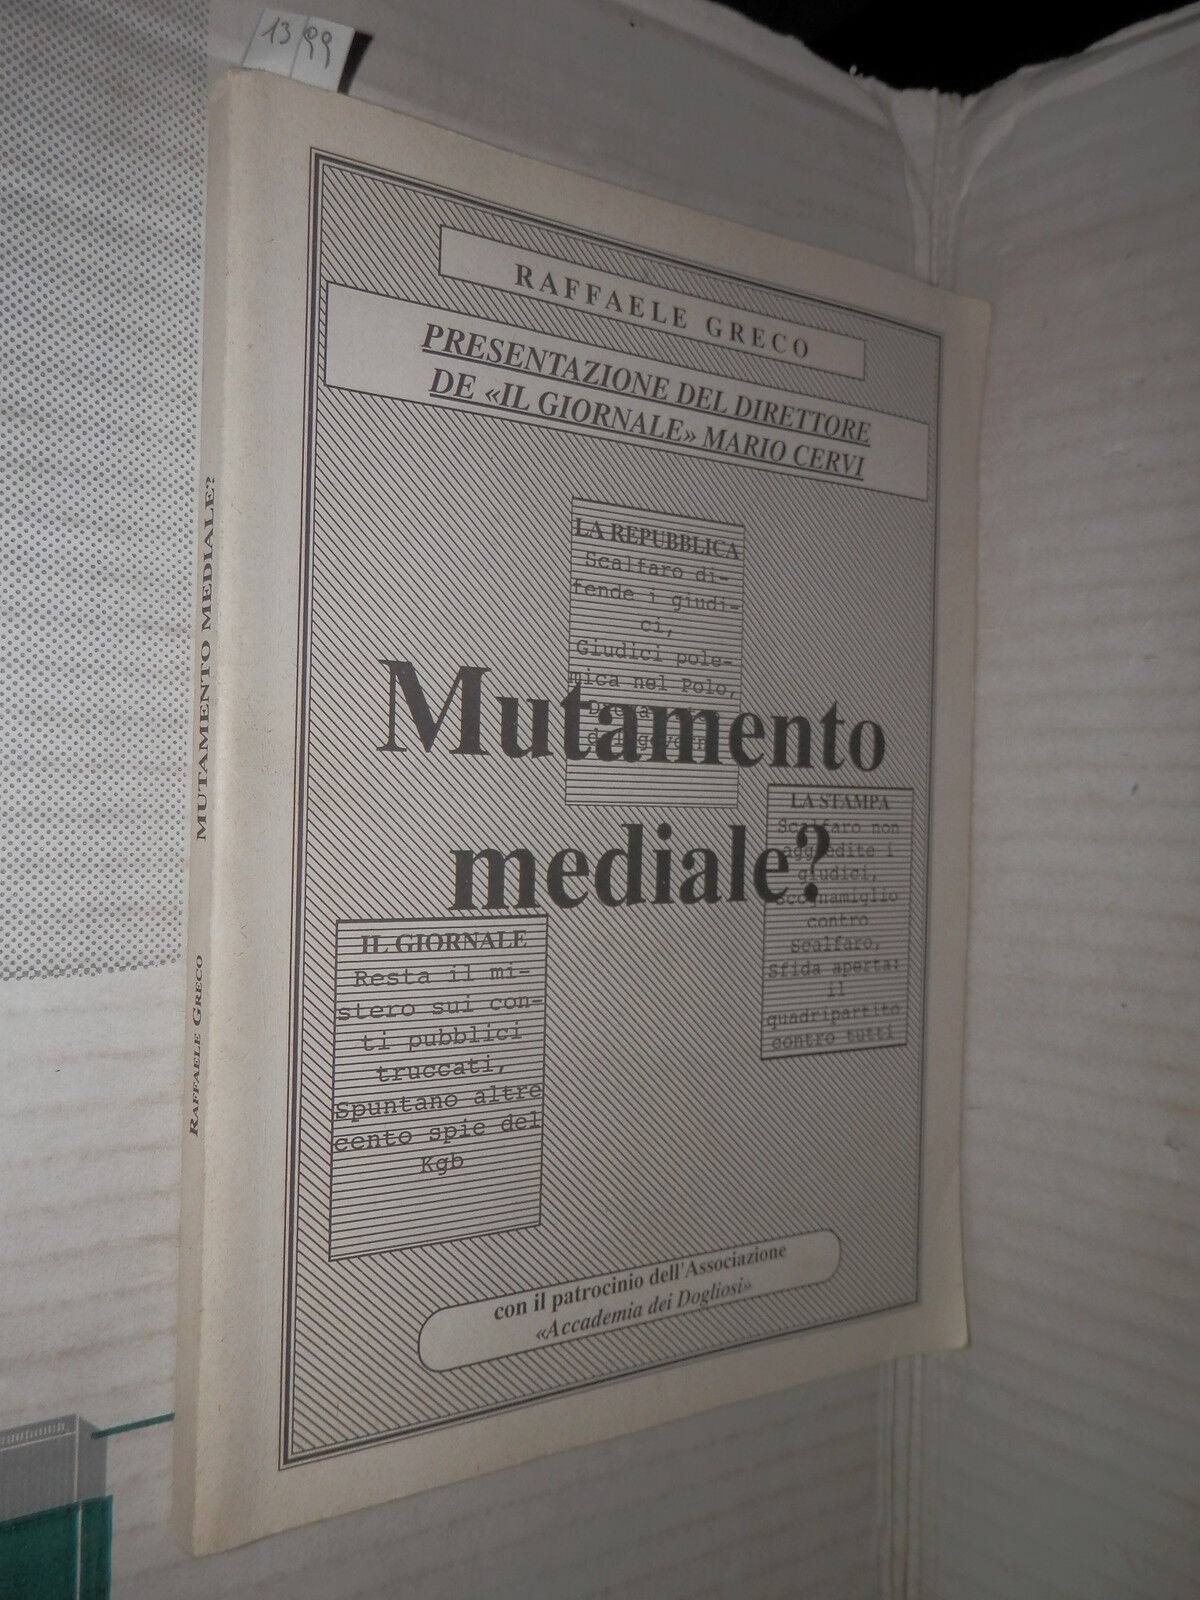 13 99
RAFFAELE GRECO
PRESENTAZIONE DEL DIRETTORE
DE «IL GIORNALE» MARIO CERVI
LA REPUBBLICA
Scalfaro di-
fende i giudi-
ci,
Giudici pole-
mica nel Polo,
Mutamento
mediale?
LA STAMPA
Scalfaro non
aggredite i
giudici,
Scognamiglio
contro
Scalfaro,
Sfida aperta:
il
quadripartito
contro tutti
IL GIORNALE
Resta il mi-
stero sui con-
ti pubblici
truccati,
Spuntano altre
cento spie del
Kgb
con il patrocinio dell'Associazione
«Accademia dei Dogliosi»
RAFFAELE GRECO MUTAMENTO MEDIALE?